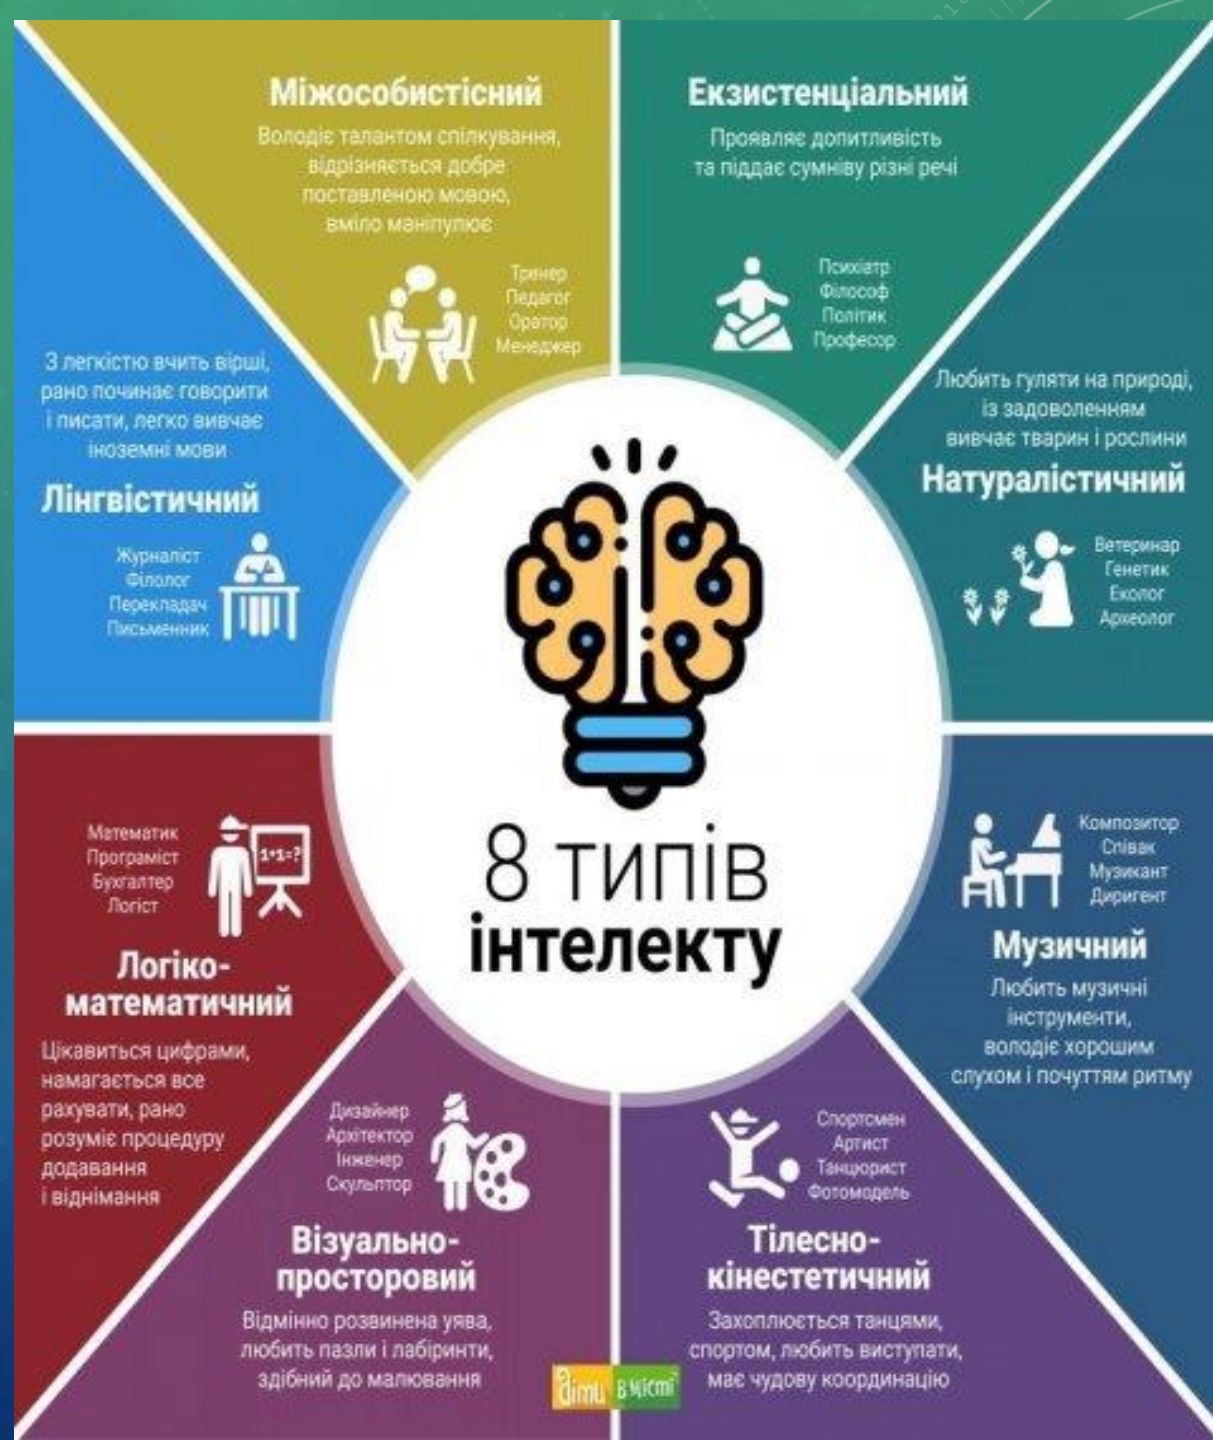 Міжособистісний
Володіє талантом спілкування,
відрізняється добре
поставленою мовою,
вміло маніпулює
Тренер
Педагог
Оратор
Менеджер
Екзистенціальний
Проявляє допитливість
та піддає сумніву різні речі
Психіатр
Філософ
Політик
Професор
З легкістю вчить вірші,
рано починає говорити
і писати, легко вивчає
іноземні мови
Лінгвістичний
Журналіст
Філолог
Перекладач
Письменник
Любить гуляти на природі,
із задоволенням
вивчає тварин і рослини
Натуралістичний
Ветеринар
Генетик
Еколог
Археолог
8 типів
інтелекту
Математик
Програміст
Бухгалтер
Логіст
1+1=?
Логіко-
математичний
Цікавиться цифрами,
намагається все
рахувати, рано
розуміє процедуру
додавання
і віднімання
Композитор
Співак
Музикант
Диригент
Музичний
Любить музичні
інструменти,
володіє хорошим
слухом і почуттям ритму
Дизайнер
Архітектор
Інженер
Скульптор
Візуально-
просторовий
Відмінно розвинена уява,
любить пазли і лабіринти,
здібний до малювання
Спортсмен
Артист
Танцюрист
Фотомодель
Тілесно-
кінестетичний
Захоплюється танцями,
спортом, любить виступати,
має чудову координацію
Діти в місті